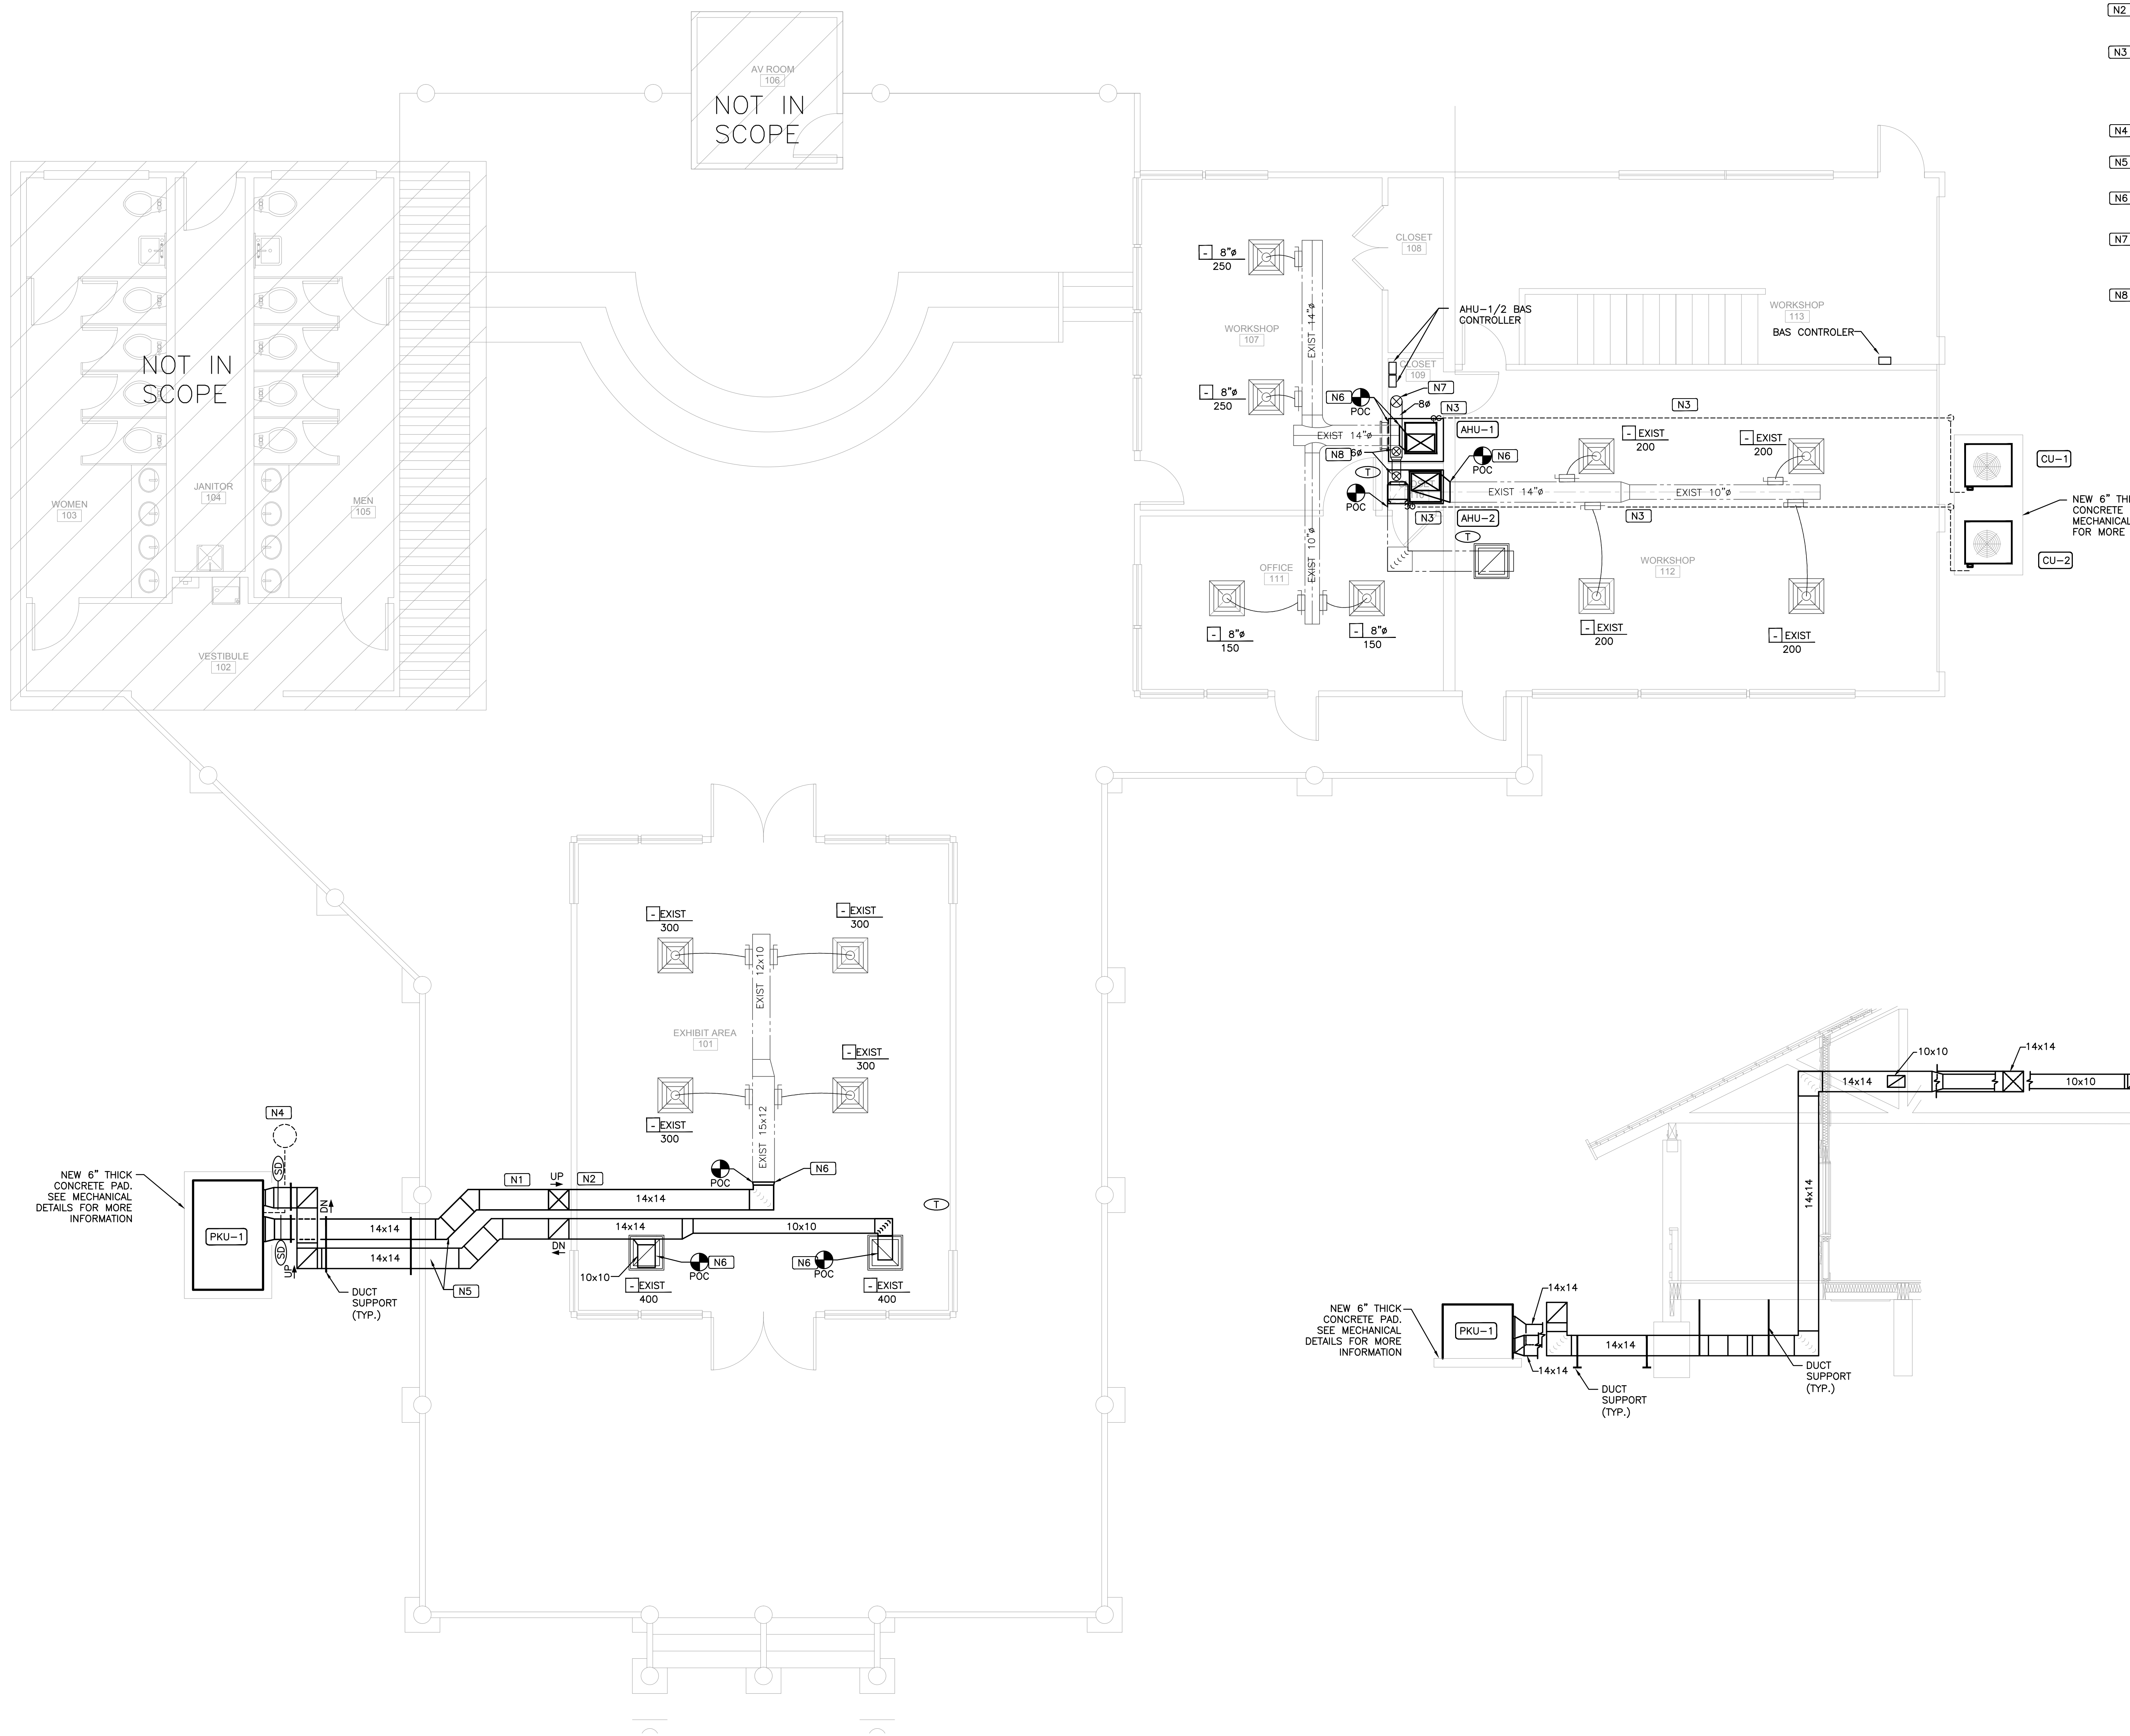 N2
N3
N4
N5
N6
N7
N8
AV ROOM
106
NOT IN
SCOPE
NOT IN
SCOPE
WOMEN
103
JANITOR
104
MEN
105
VESTIBULE
102
- 8"ø
250
- 8"ø
250
WORKSHOP
107
EXIST 14"ø
EXIST 14"ø
CLOSET
108
AHU-1/2 BAS
CONTROLLER
CLOSET
109
WORKSHOP
113
BAS CONTROLER
N7
N6
POC
8ø
N3
N3
AHU-1
N8
6ø
T
POC
N6
POC
N3
AHU-2
T
EXIST 14"ø
EXIST 10"ø
N3
- EXIST
200
- EXIST
200
- EXIST
200
- EXIST
200
WORKSHOP
112
OFFICE
111
EXIST 10"ø
- 8"ø
150
- 8"ø
150
CU-1
CU-2
NEW 6" 
CONCRETE
MECHANICAL
FOR MORE
- EXIST
300
- EXIST
300
EXIST 12x10
EXHIBIT AREA
101
- EXIST
300
- EXIST
300
EXIST 15x12
POC
N6
T
N4
NEW 6" THICK
CONCRETE PAD.
SEE MECHANICAL
DETAILS FOR MORE
INFORMATION
PKU-1
SD
SD
DN
UP
14x14
14x14
N1
UP
N2
14x14
DN
14x14
10x10
N5
DUCT
SUPPORT
(TYP.)
10x10
POC
N6
- EXIST
400
N6
POC
- EXIST
400
10x10
14x14
14x14
10x10
14x14
NEW 6" THICK
CONCRETE PAD.
SEE MECHANICAL
DETAILS FOR MORE
INFORMATION
PKU-1
14x14
14x14
14x14
DUCT
SUPPORT
(TYP.)
DUCT
SUPPORT
(TYP.)